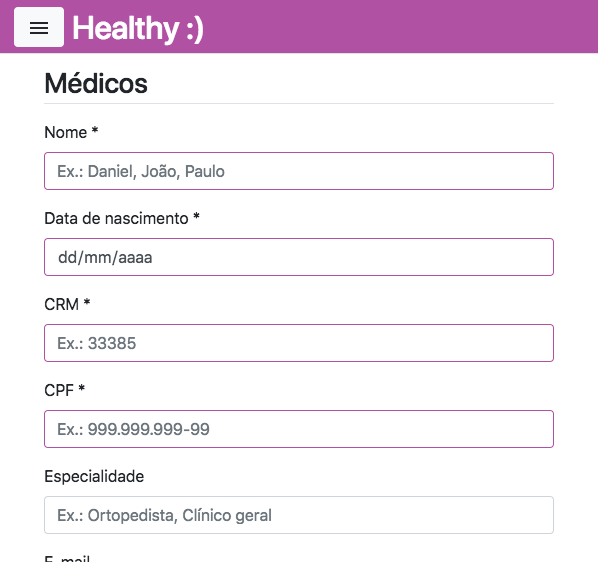 Healthy :)
Médicos
Nome *
Ex.: Daniel, João, Paulo
Data de nascimento *
dd/mm/aaaa
CRM *
Ex.: 33385
CPF *
Ex.: 999.999.999-99
Especialidade
Ex.: Ortopedista, Clínico geral
E-mail